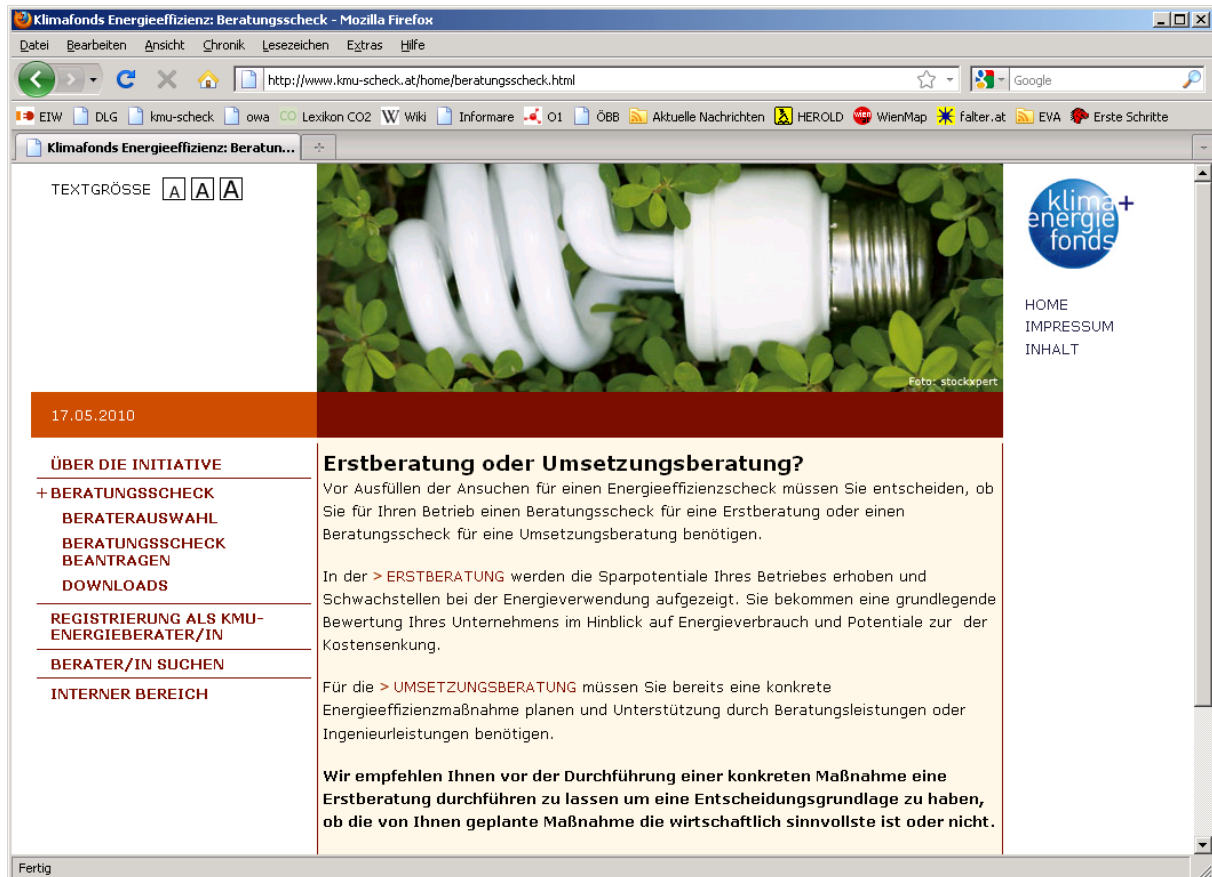 Klimafonds Energieeffizienz: Beratungsscheck - Mozilla Firefox
Datei Bearbeiten Ansicht Chronik Lesezeichen Extras Hilfe
http://www.kmu-scheck.at/home/beratungsscheck.html
Google
EIW DLG kmu-scheck owa CO Lexikon CO2 W Wiki Informare O1 ÖBB Aktuelle Nachrichten HEROLD WienMap falter.at EVA Erste Schritte
Klimafonds Energieeffizienz: Beratun...
TEXTGRÖSSE A A A
klima+
energie
fonds
HOME
IMPRESSUM
INHALT
Foto: stockxpert
17.05.2010
ÜBER DIE INITIATIVE
+ BERATUNGSSCHECK
BERATERAUSWAHL
BERATUNGSSCHECK
BEANTRAGEN
DOWNLOADS
REGISTRIERUNG ALS KMU-
ENERGIEBERATER/IN
BERATER/IN SUCHEN
INTERNER BEREICH
Erstberatung oder Umsetzungsberatung?
Vor Ausfüllen der Ansuchen für einen Energieeffizienzscheck müssen Sie entscheiden, ob
Sie für Ihren Betrieb einen Beratungsscheck für eine Erstberatung oder einen
Beratungsscheck für eine Umsetzungsberatung benötigen.
In der > ERSTBERATUNG werden die Sparpotentiale Ihres Betriebes erhoben und
Schwachstellen bei der Energieverwendung aufgezeigt. Sie bekommen eine grundlegende
Bewertung Ihres Unternehmens im Hinblick auf Energieverbrauch und Potentiale zur der
Kostensenkung.
Für die > UMSETZUNGSBERATUNG müssen Sie bereits eine konkrete
Energieeffizienzmaßnahme planen und Unterstützung durch Beratungsleistungen oder
Ingenieurleistungen benötigen.
Wir empfehlen Ihnen vor der Durchführung einer konkreten Maßnahme eine
Erstberatung durchführen zu lassen um eine Entscheidungsgrundlage zu haben,
ob die von Ihnen geplante Maßnahme die wirtschaftlich sinnvollste ist oder nicht.
Fertig